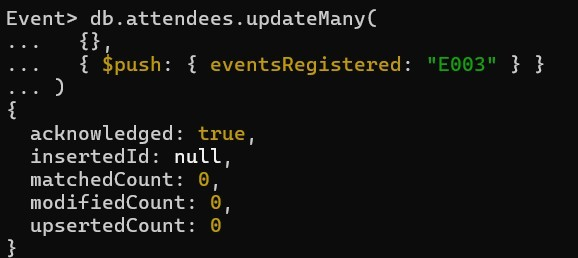 Event> db.attendees.updateMany(
...   {},
...   { $push: { eventsRegistered: "E003" } }
... )
{
  acknowledged: true,
  insertedId: null,
  matchedCount: 0,
  modifiedCount: 0,
  upsertedCount: 0
}